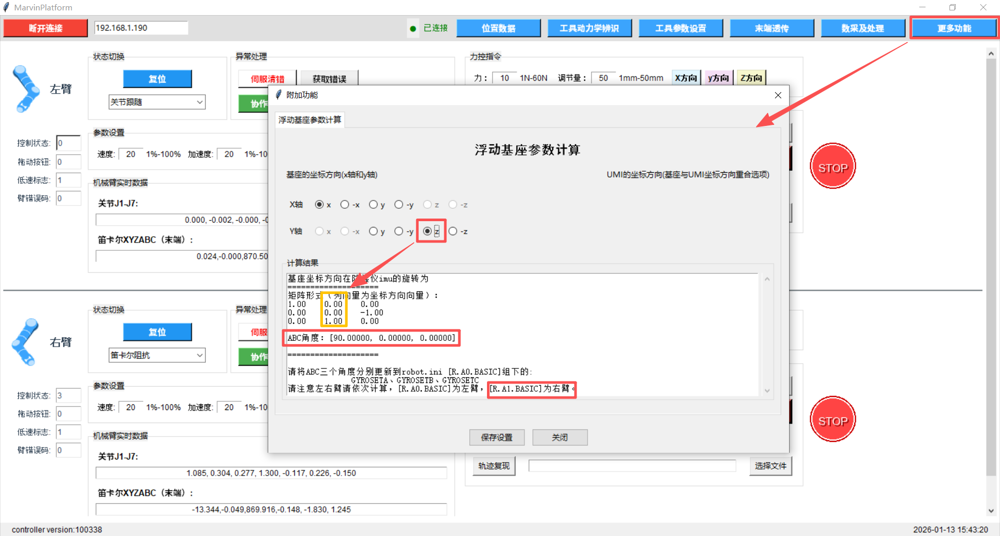 MarvinPlatform
断开连接
192.168.1.190
已连接
位置数据
工具动力学辨识
工具参数设置
末端透传
数采及处理
更多功能
状态切换
异常处理
力控指令
左臂
复位
伺服清错
获取错误
力：
10
1N-60N
调节量：
50
1mm-50mm
X方向
y方向
Z方向
关节跟随
协作
附加功能
浮动基座参数计算
浮动基座参数计算
基座的坐标方向(x轴和y轴)
UMI的坐标方向(基座与UMI坐标方向重合选项)
X轴
x
-x
y
-y
z
-z
Y轴
x
-x
y
-y
z
-z
计算结果
基座坐标方向在陀螺仪imu的旋转为
====================
矩阵形式（列向量为坐标方向向量）：
1.00 0.00 0.00
0.00 0.00 -1.00
0.00 1.00 0.00
ABC角度：[90.00000, 0.00000, 0.00000]
====================
请将ABC三个角度分别更新到robot.ini [R.A0.BASIC]组下的:
GYROSETA、GYROSETB、GYROSETC
请注意左右臂请依次计算，[R.A0.BASIC]为左臂，[R.A1.BASIC]为右臂。
保存设置
关闭
控制状态:
0
拖动按钮:
0
低速标志:
1
臂错误码:
0
参数设置
速度:
20
1%-100%
加速度:
20
1%-10
机械臂实时数据
关节J1-J7:
0.000, -0.002, -0.000, -0
笛卡尔XYZABC（末端）:
0.024,-0.000,870.50
STOP
状态切换
异常处理
右臂
复位
伺服
笛卡尔阻抗
协作
控制状态:
3
拖动按钮:
0
低速标志:
1
臂错误码:
0
参数设置
速度:
20
1%-100%
加速度:
20
1%-10
机械臂实时数据
关节J1-J7:
1.085, 0.304, 0.277, 1.300, -0.117, 0.226, -0.150
笛卡尔XYZABC（末端）:
-13.344,-0.049,869.916,-0.148, -1.830, 1.245
STOP
轨迹复现
选择文件
controller version:100338
2026-01-13 15:43:20